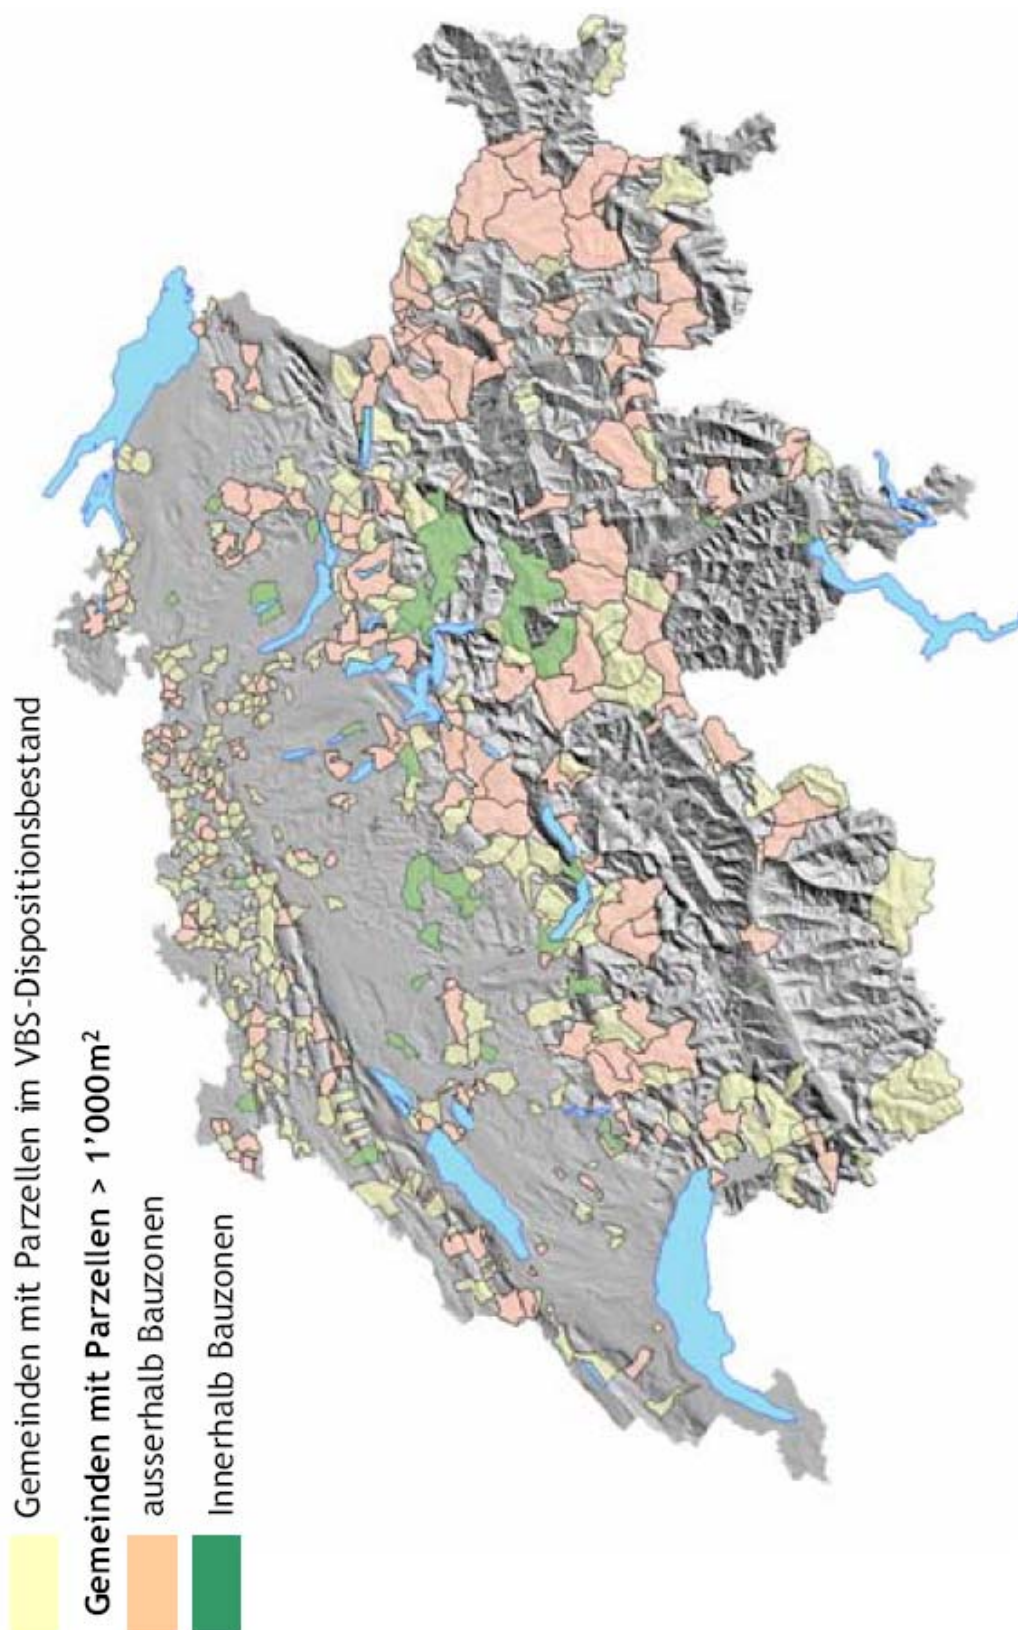 Gemeinden mit Parzellen im VBS-Dispositionsbestand
Gemeinden mit Parzellen > 1'000m²
ausserhalb Bauzonen
Innerhalb Bauzonen